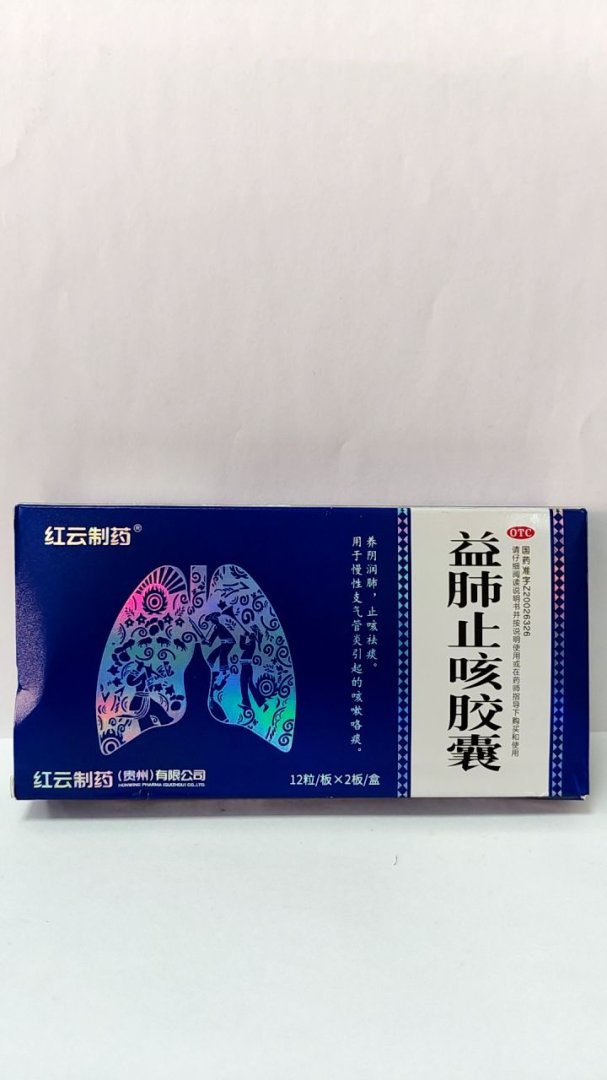 红云制药®
养阴润肺，止咳祛痰。
用于慢性支气管炎引起的咳嗽咯痰。
红云制药(贵州)有限公司
HONWING PHARMA (GUIZHOU) CO.,LTD.
12粒/板×2板/盒
OTC
国药准字Z20026326
请仔细阅读说明书并按说明使用或在药师指导下购买和使用
益肺止咳胶囊